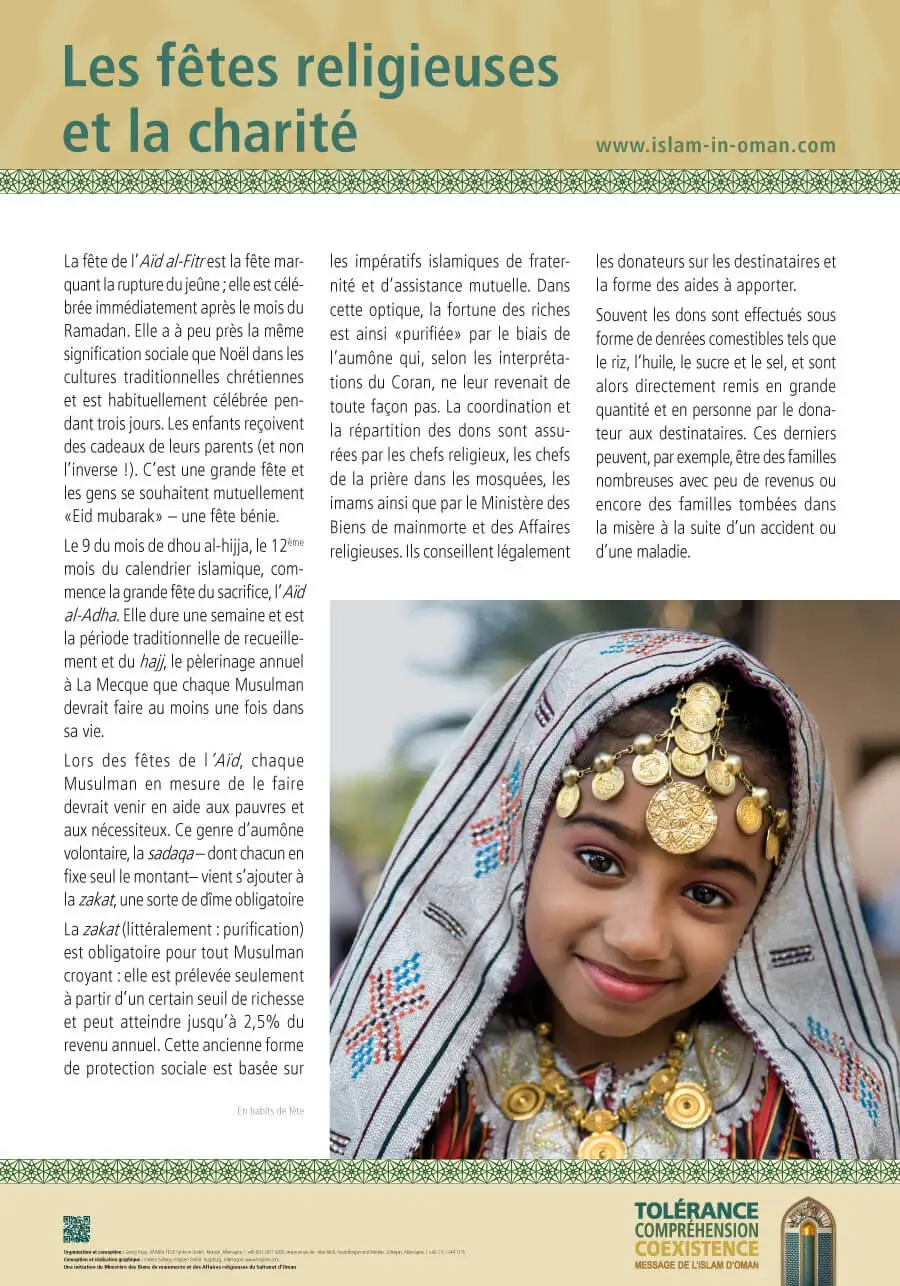 Les fêtes religieuses
et la charité
www.islam-in-oman.com
La fête de l’Aïd al-Fitr est la fête mar-
quant la rupture du jeûne ; elle est célé-
brée immédiatement après le mois du
Ramadan. Elle a à peu près la même
signification sociale que Noël dans les
cultures traditionnelles chrétiennes
et est habituellement célébrée pen-
dant trois jours. Les enfants reçoivent
des cadeaux de leurs parents (et non
l’inverse !). C’est une grande fête et
les gens se souhaitent mutuellement
«Eid mubarak» – une fête bénie.
Le 9 du mois de dhou al-hijja, le 12ème
mois du calendrier islamique, com-
mence la grande fête du sacrifice, l’Aïd
al-Adha. Elle dure une semaine et est
la période traditionnelle de recueille-
ment et du hajj, le pèlerinage annuel
à La Mecque que chaque Musulman
devrait faire au moins une fois dans
sa vie.
Lors des fêtes de l’Aïd, chaque
Musulman en mesure de le faire
devrait venir en aide aux pauvres et
aux nécessiteux. Ce genre d’aumône
volontaire, la sadaqa – dont chacun en
fixe seul le montant– vient s’ajouter à
la zakat, une sorte de dîme obligatoire
La zakat (littéralement : purification)
est obligatoire pour tout Musulman
croyant : elle est prélevée seulement
à partir d’un certain seuil de richesse
et peut atteindre jusqu’à 2,5% du
revenu annuel. Cette ancienne forme
de protection sociale est basée sur
les impératifs islamiques de frater-
nité et d’assistance mutuelle. Dans
cette optique, la fortune des riches
est ainsi «purifiée» par le biais de
l’aumône qui, selon les interpréta-
tions du Coran, ne leur revenait de
toute façon pas. La coordination et
la répartition des dons sont assu-
rées par les chefs religieux, les chefs
de la prière dans les mosquées, les
imams ainsi que par le Ministère des
Biens de mainmorte et des Affaires
religieuses. Ils conseillent légalement
les donateurs sur les destinataires et
la forme des aides à apporter.
Souvent les dons sont effectués sous
forme de denrées comestibles tels que
le riz, l’huile, le sucre et le sel, et sont
alors directement remis en grande
quantité et en personne par le dona-
teur aux destinataires. Ces derniers
peuvent, par exemple, être des familles
nombreuses avec peu de revenus ou
encore des familles tombées dans
la misère à la suite d’un accident ou
d’une maladie.
En habits de fête
Organisation et conception :
Conception et réalisation graphique :
Une initiative du Ministère des Biens de mainmorte et des Affaires religieuses du Sultanat d’Oman
TOLÉRANCE
COMPRÉHENSION
COEXISTENCE
MESSAGE DE L’ISLAM D’OMAN